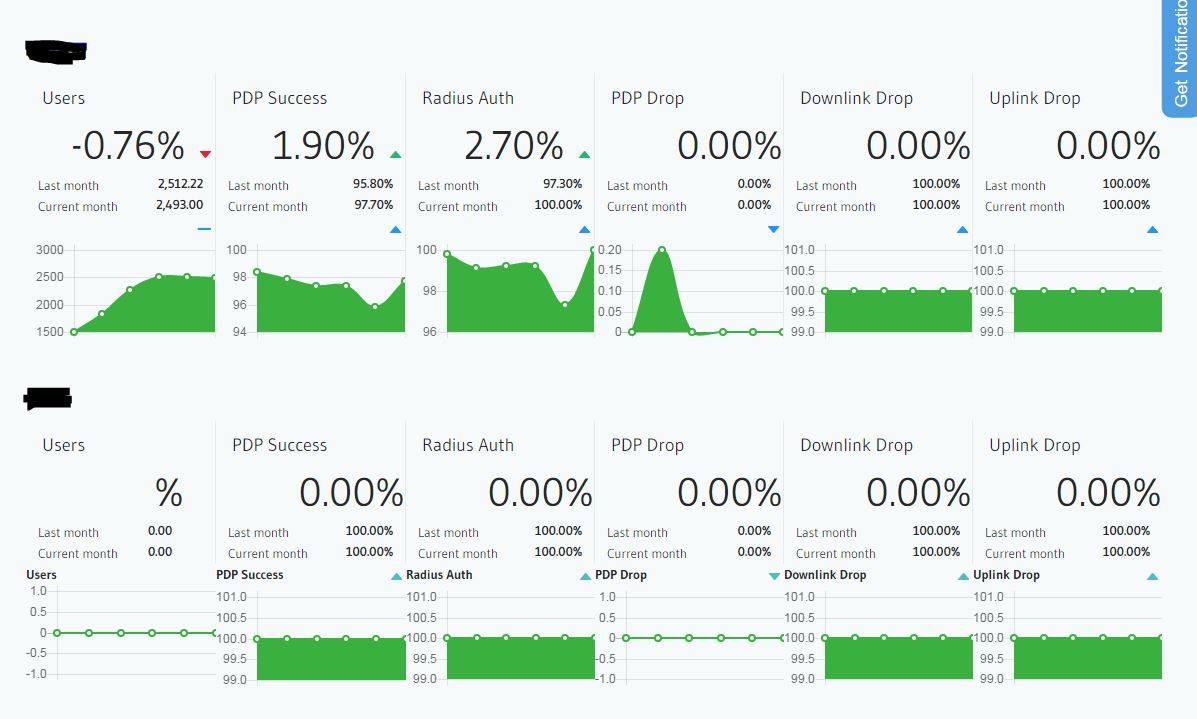 Get Notificatio
Users PDP Success Radius Auth PDP Drop Downlink Drop Uplink Drop
-0.76% 1.90% 2.70% 0.00% 0.00% 0.00%
Last month 2,512.22 Last month 95.80% Last month 97.30% Last month 0.00% Last month 100.00% Last month 100.00%
Current month 2,493.00 Current month 97.70% Current month 100.00% Current month 0.00% Current month 100.00% Current month 100.00%
3000 100 100 0.20 101.0 101.0
2500 98 98 0.15 100.5 100.5
2000 96 96 0.10 100.0 100.0
1500 94 0.05 99.5 99.5
0 99.0 99.0
Users PDP Success Radius Auth PDP Drop Downlink Drop Uplink Drop
% 0.00% 0.00% 0.00% 0.00% 0.00%
Last month 0.00 Last month 100.00% Last month 100.00% Last month 0.00% Last month 100.00% Last month 100.00%
Current month 0.00 Current month 100.00% Current month 100.00% Current month 0.00% Current month 100.00% Current month 100.00%
Users PDP Success Radius Auth PDP Drop Downlink Drop Uplink Drop
1.0 101.0 101.0 1.0 101.0 101.0
0.5 100.5 100.5 0.5 100.5 100.5
0 100.0 100.0 0 100.0 100.0
-0.5 99.5 99.5 -0.5 99.5 99.5
-1.0 99.0 99.0 -1.0 99.0 99.0